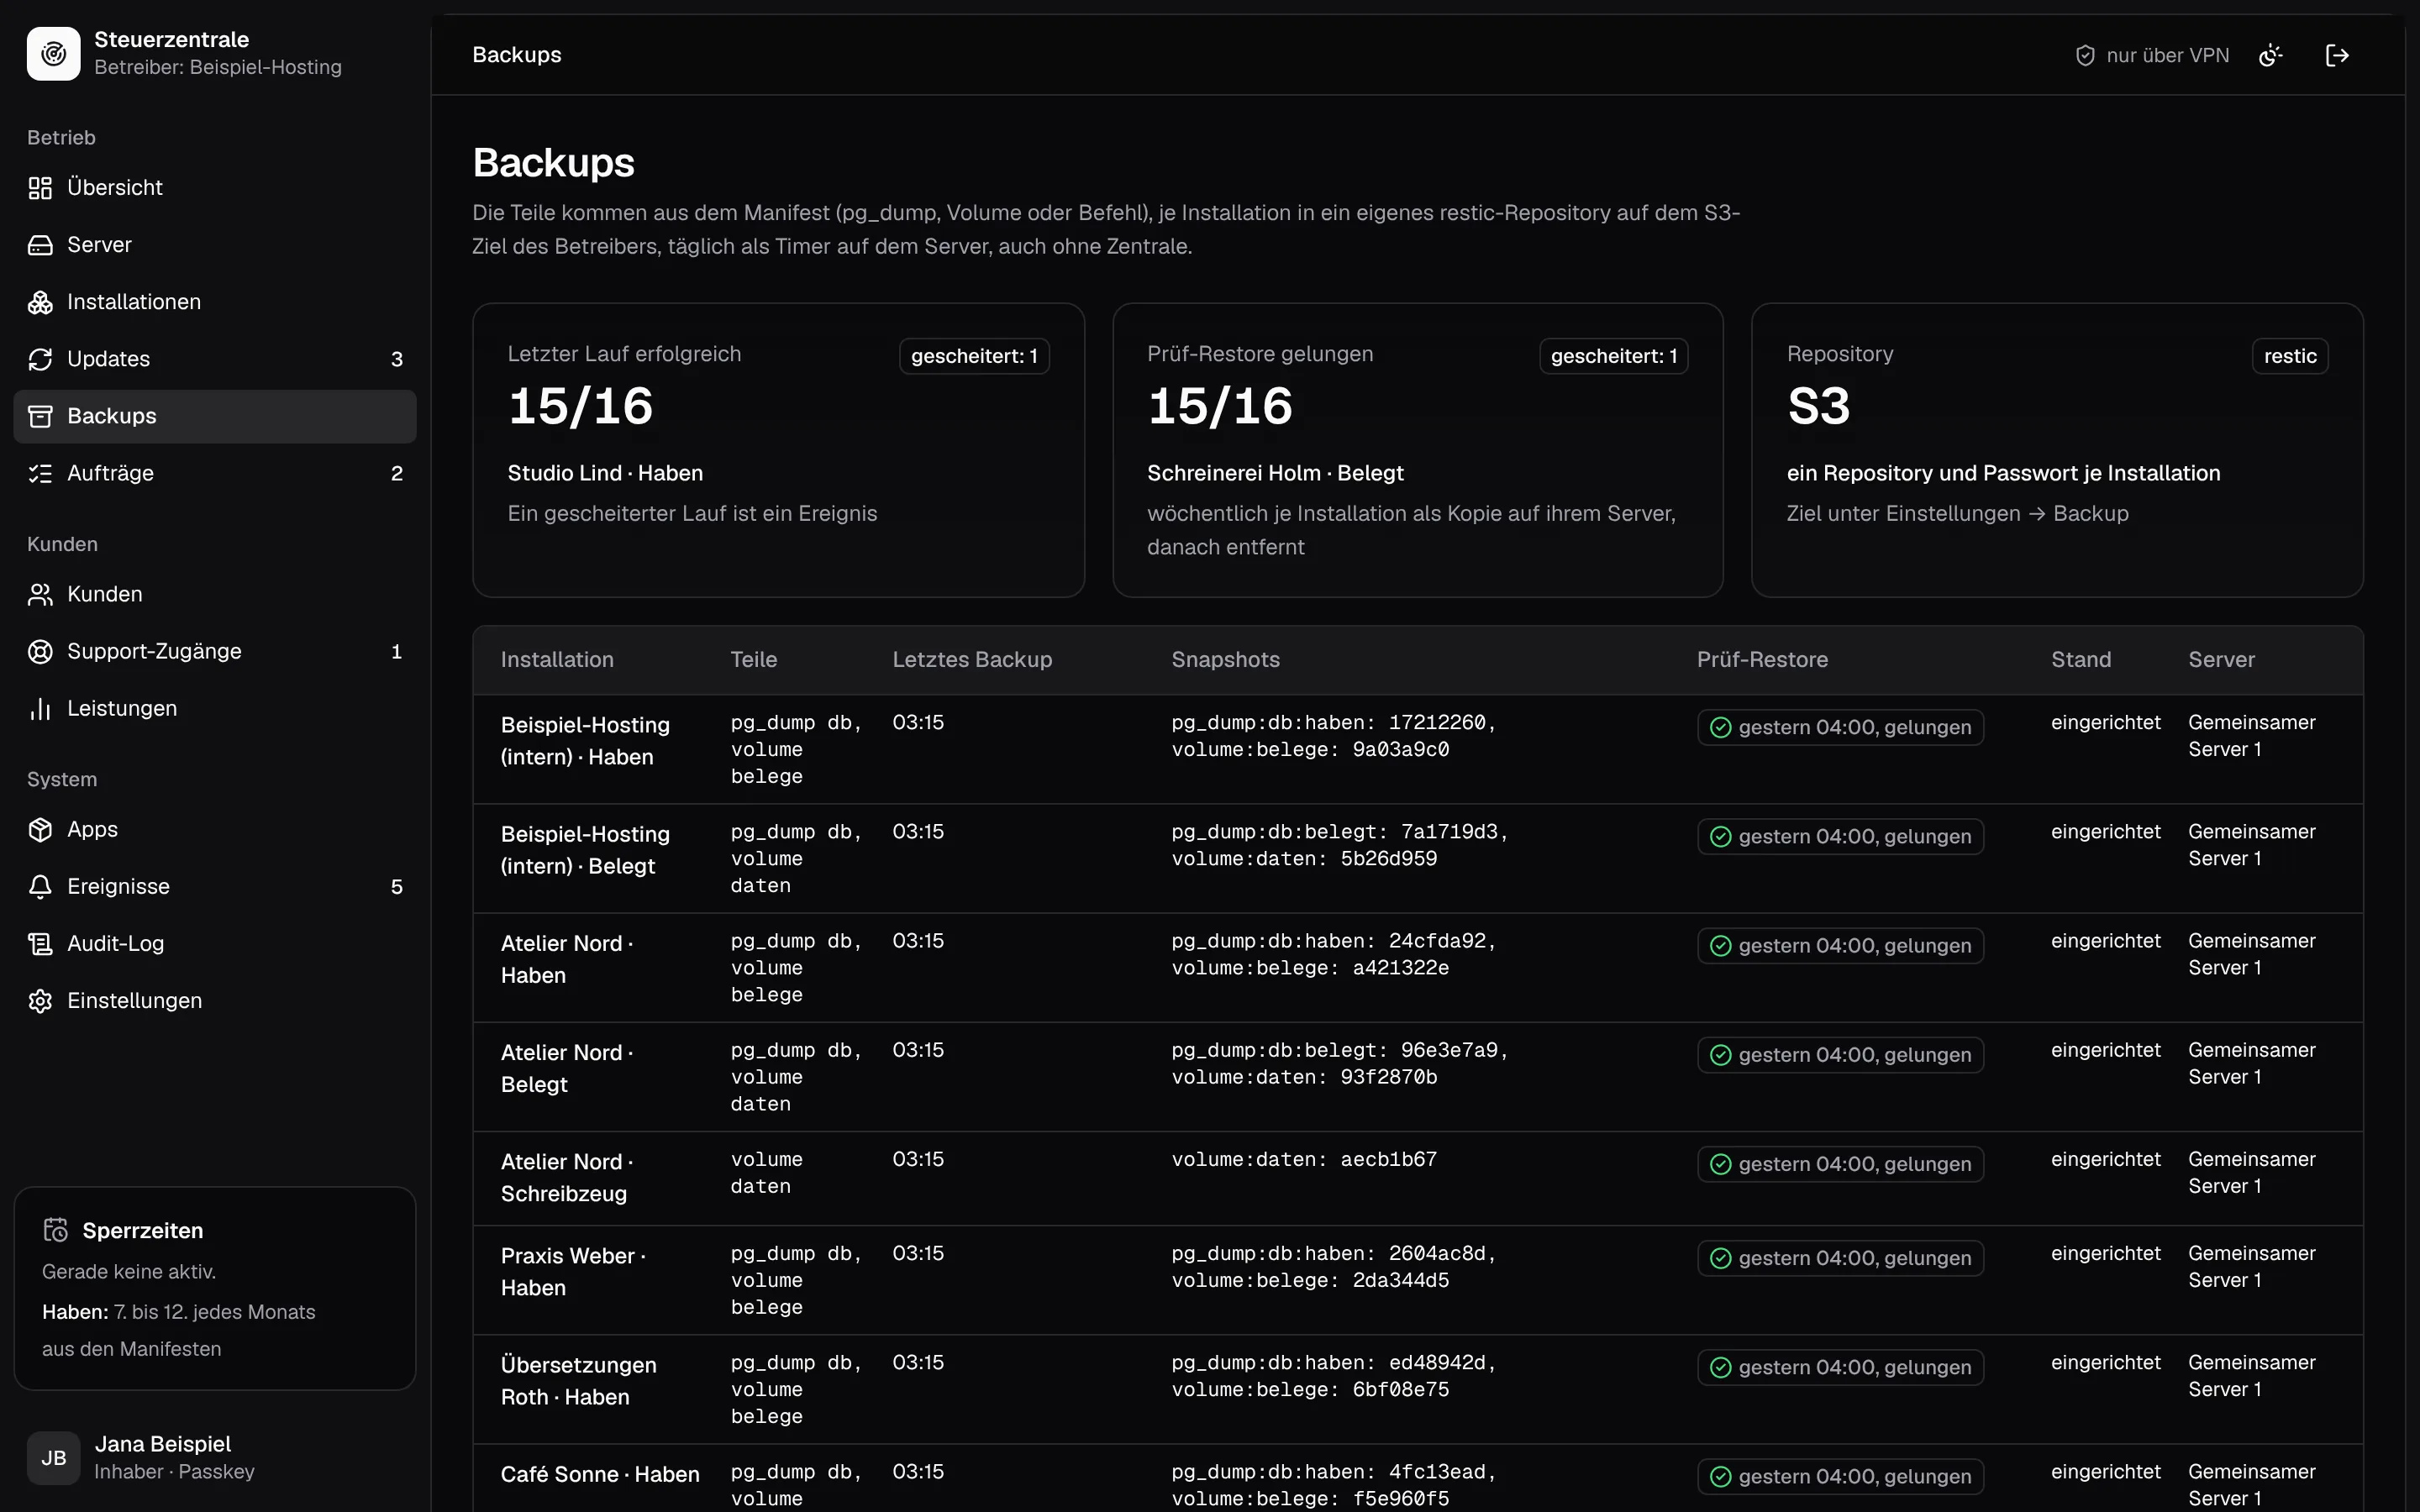 Steuerzentrale
Betreiber: Beispiel-Hosting
Betrieb
Übersicht
Server
Installationen
Updates 3
Backups
Aufträge 2
Kunden
Kunden
Support-Zugänge 1
Leistungen
System
Apps
Ereignisse 5
Audit-Log
Einstellungen
Sperrzeiten
Gerade keine aktiv.
Haben: 7. bis 12. jedes Monats
aus den Manifesten
JB
Jana Beispiel
Inhaber · Passkey
Backups
nur über VPN
Backups
Die Teile kommen aus dem Manifest (pg_dump, Volume oder Befehl), je Installation in ein eigenes restic-Repository auf dem S3-
Ziel des Betreibers, täglich als Timer auf dem Server, auch ohne Zentrale.
Letzter Lauf erfolgreich
gescheitert: 1
15/16
Studio Lind · Haben
Ein gescheiterter Lauf ist ein Ereignis
Prüf-Restore gelungen
gescheitert: 1
15/16
Schreinerei Holm · Belegt
wöchentlich je Installation als Kopie auf ihrem Server,
danach entfernt
Repository
restic
S3
ein Repository und Passwort je Installation
Ziel unter Einstellungen → Backup
Installation Teile Letztes Backup Snapshots Prüf-Restore Stand Server
Beispiel-Hosting pg_dump db, 03:15 pg_dump:db:haben: 17212260, gestern 04:00, gelungen eingerichtet Gemeinsamer
(intern) · Haben volume volume:belege: 9a03a9c0 Server 1
belege
Beispiel-Hosting pg_dump db, 03:15 pg_dump:db:belegt: 7a1719d3, gestern 04:00, gelungen eingerichtet Gemeinsamer
(intern) · Belegt volume volume:daten: 5b26d959 Server 1
daten
Atelier Nord · pg_dump db, 03:15 pg_dump:db:haben: 24cfda92, gestern 04:00, gelungen eingerichtet Gemeinsamer
Haben volume volume:belege: a421322e Server 1
belege
Atelier Nord · pg_dump db, 03:15 pg_dump:db:belegt: 96e3e7a9, gestern 04:00, gelungen eingerichtet Gemeinsamer
Belegt volume volume:daten: 93f2870b Server 1
daten
Atelier Nord · volume 03:15 volume:daten: aecb1b67 gestern 04:00, gelungen eingerichtet Gemeinsamer
Schreibzeug daten Server 1
Praxis Weber · pg_dump db, 03:15 pg_dump:db:haben: 2604ac8d, gestern 04:00, gelungen eingerichtet Gemeinsamer
Haben volume volume:belege: 2da344d5 Server 1
belege
Übersetzungen pg_dump db, 03:15 pg_dump:db:haben: ed48942d, gestern 04:00, gelungen eingerichtet Gemeinsamer
Roth · Haben volume volume:belege: 6bf08e75 Server 1
belege
Café Sonne · Haben pg_dump db, 03:15 pg_dump:db:haben: 4fc13ead, gestern 04:00, gelungen eingerichtet Gemeinsamer
volume volume:belege: f5e960f5 Server 1